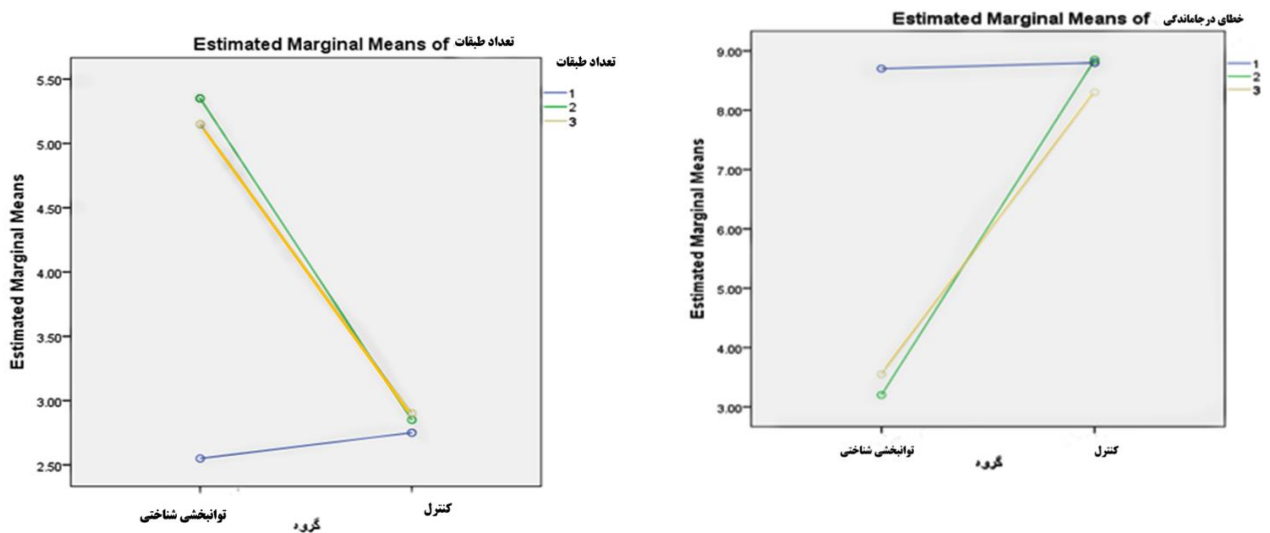 Estimated Marginal Means of تعداد طبقات
تعداد طبقات
1
2
3
Estimated Marginal Means
5.50
5.00
4.50
4.00
3.50
3.00
2.50
توانبخشی شناختی
کنترل
گروه
Estimated Marginal Means of خطای درجاماندگی
1
2
3
Estimated Marginal Means
9.00
8.00
7.00
6.00
5.00
4.00
3.00
توانبخشی شناختی
کنترل
گروه